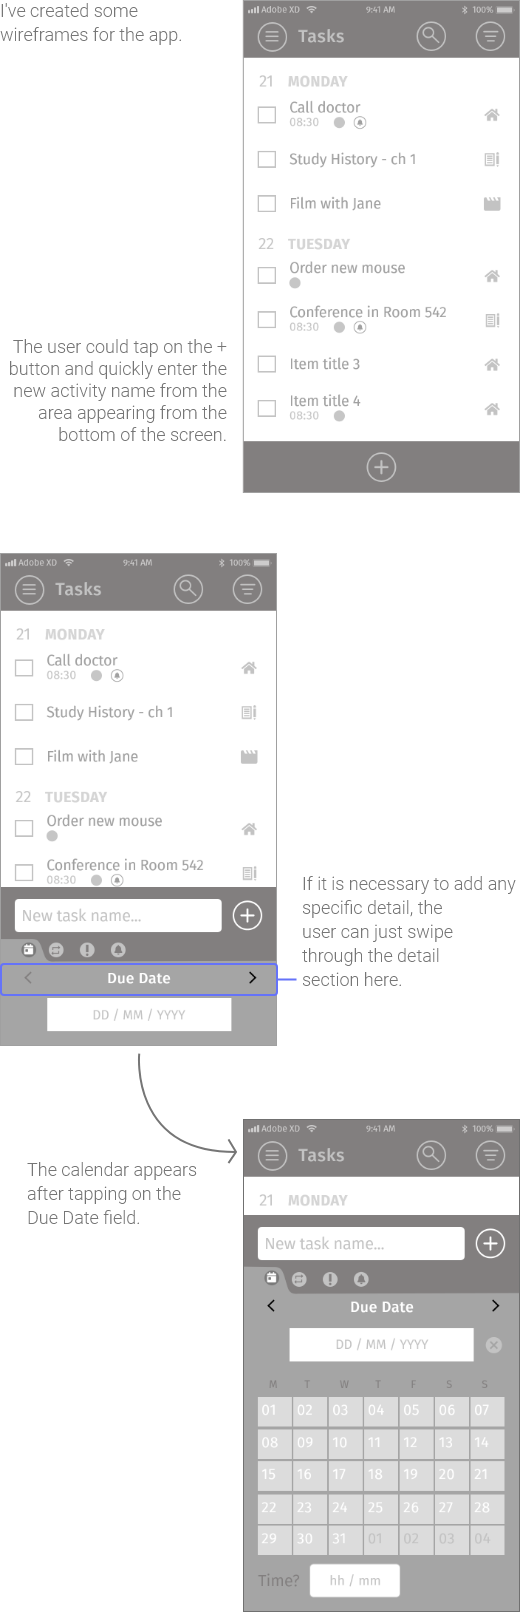 I've created some
wireframes for the app.
Adobe XD 9:41 AM 100%
Tasks
21 MONDAY
Call doctor
08:30
Study History - ch 1
Film with Jane
22 TUESDAY
Order new mouse
Conference in Room 542
08:30
Item title 3
Item title 4
08:30
The user could tap on the +
button and quickly enter the
new activity name from the
area appearing from the
bottom of the screen.
Adobe XD 9:41 AM 100%
Tasks
21 MONDAY
Call doctor
08:30
Study History - ch 1
Film with Jane
22 TUESDAY
Order new mouse
Conference in Room 542
08:30
New task name...
Due Date
DD / MM / YYYY
If it is necessary to add any
specific detail, the
user can just swipe
through the detail
section here.
The calendar appears
after tapping on the
Due Date field.
Adobe XD 9:41 AM 100%
Tasks
21 MONDAY
New task name...
Due Date
DD / MM / YYYY
M T W T F S S
01 02 03 04 05 06 07
08 09 10 11 12 13 14
15 16 17 18 19 20 21
22 23 24 25 26 27 28
29 30 31 01 02 03 04
Time? hh / mm